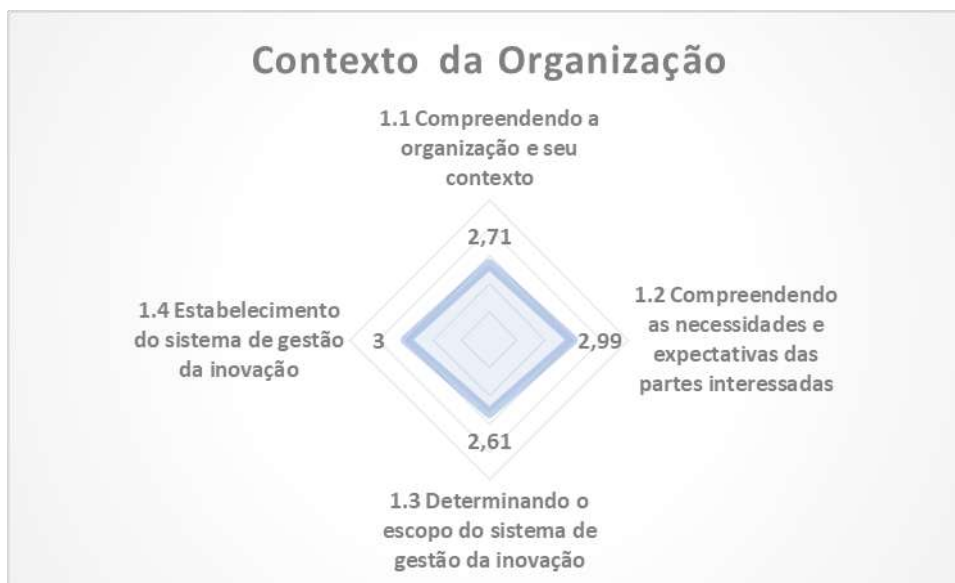 Contexto da Organização
1.1 Compreendendo a
organização e seu
contexto
2,71
1.2 Compreendendo
as necessidades e
expectativas das
partes interessadas
2,99
1.4 Estabelecimento
do sistema de gestão
da inovação
3
2,61
1.3 Determinando o
escopo do sistema de
gestão da inovação